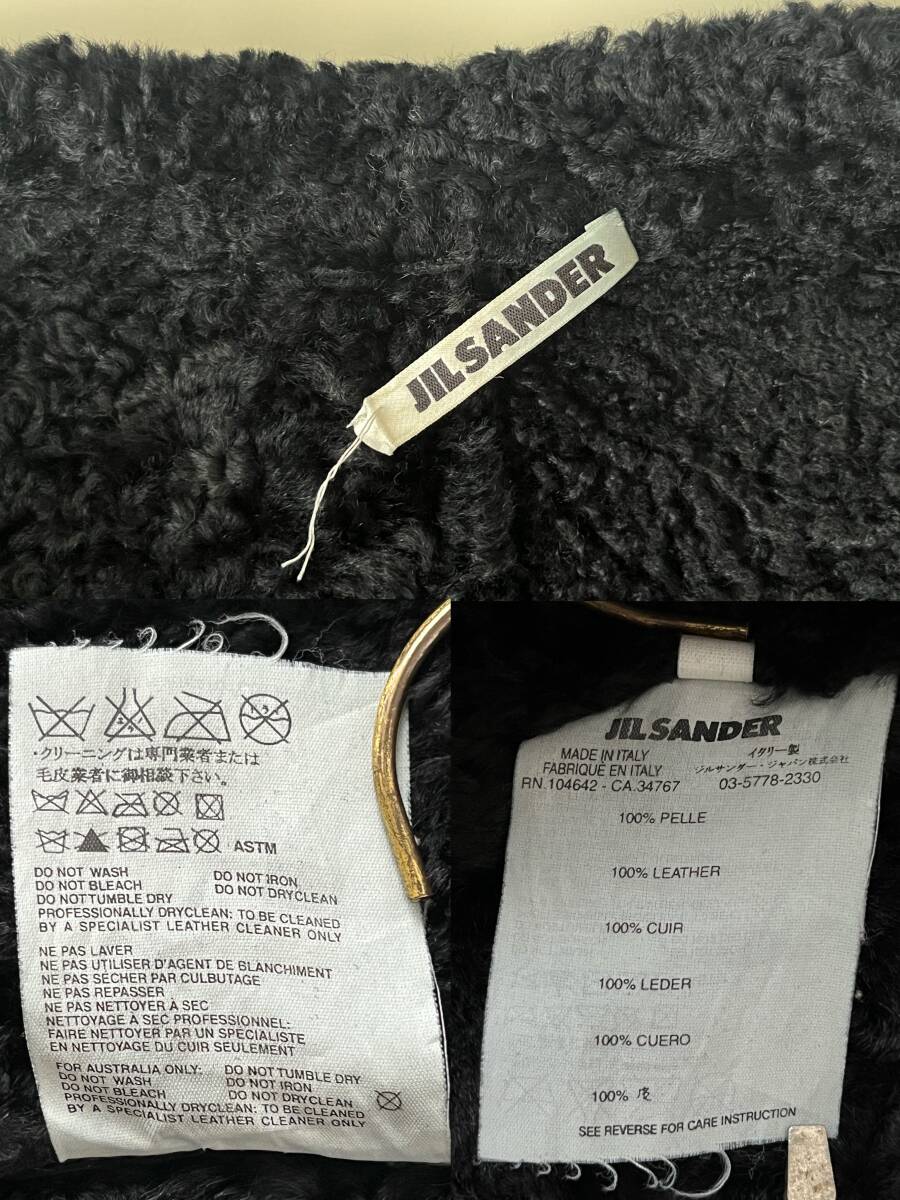 JIL SANDER
・クリーニングは専門業者または
毛皮業者に御相談下さい。
ASTM
DO NOT WASH DO NOT IRON
DO NOT BLEACH DO NOT DRYCLEAN
DO NOT TUMBLE DRY
PROFESSIONALLY DRYCLEAN: TO BE CLEANED
BY A SPECIALIST LEATHER CLEANER ONLY
NE PAS LAVER
NE PAS UTILISER D'AGENT DE BLANCHIMENT
NE PAS SÉCHER PAR CULBUTAGE
NE PAS REPASSER
NE PAS NETTOYER À SEC
NETTOYAGE À SEC PROFESSIONNEL:
FAIRE NETTOYER PAR UN SPÉCIALISTE
EN NETTOYAGE DU CUIR SEULEMENT
FOR AUSTRALIA ONLY: DO NOT TUMBLE DRY
DO NOT WASH DO NOT IRON
DO NOT BLEACH DO NOT DRYCLEAN
PROFESSIONALLY DRYCLEAN: TO BE CLEANED
BY A SPECIALIST LEATHER CLEANER ONLY
JIL SANDER
MADE IN ITALY イタリー製
FABRIQUÉ EN ITALY ジルサンダー・ジャパン株式会社
RN.104642 - CA.34767 03-5778-2330
100% PELLE
100% LEATHER
100% CUIR
100% LEDER
100% CUERO
100% 皮
SEE REVERSE FOR CARE INSTRUCTION